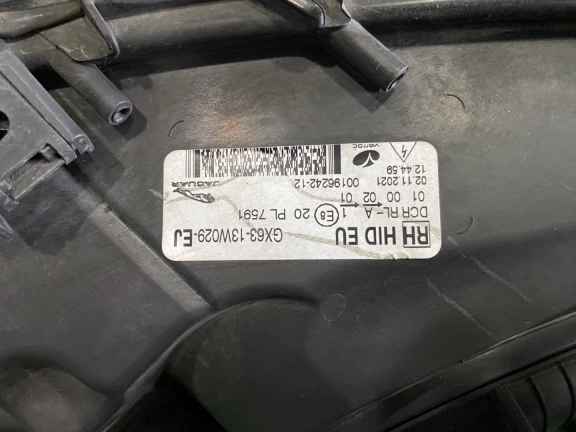 RH HID EU
GX63-13W029-EJ
DCR RL- A 1 E8 20 PL 7591
01 00 02 01
02.11.2021 00196242-12
12:44:59
varroc
JAGUAR